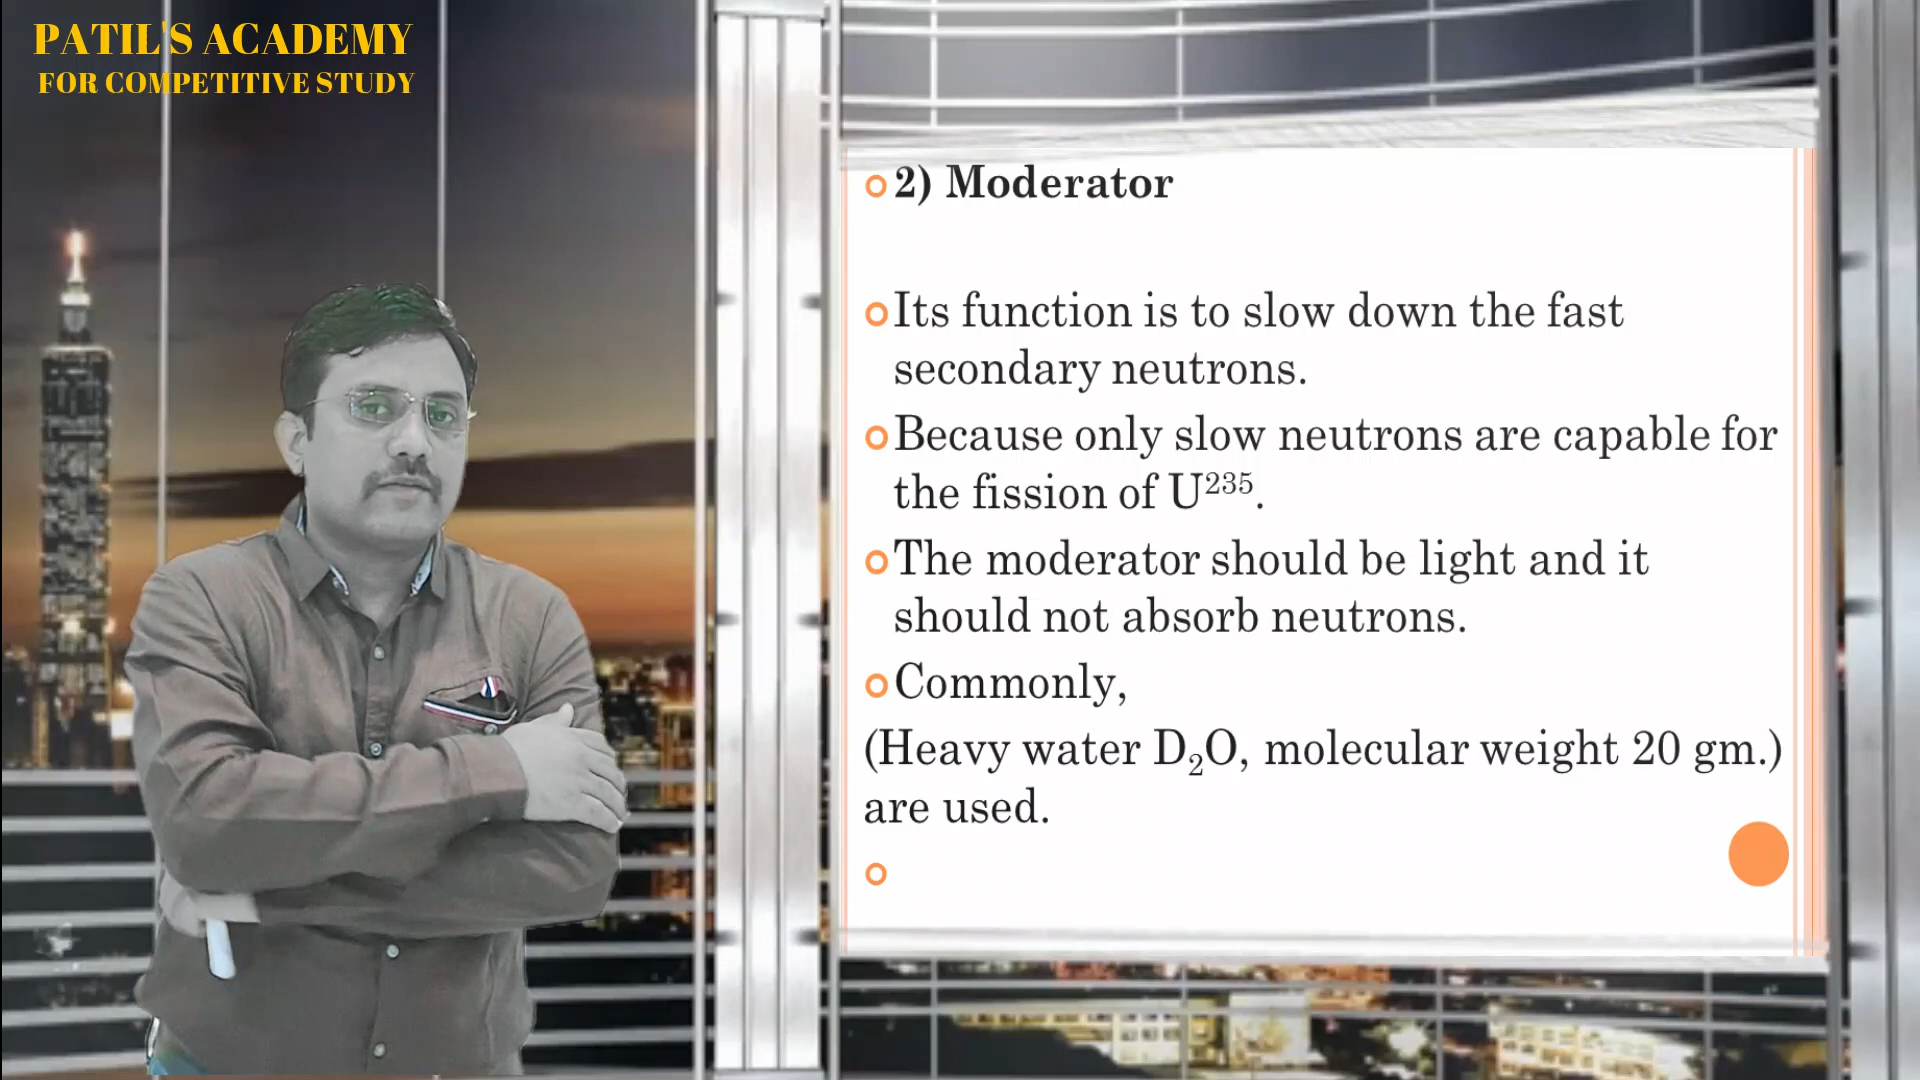 PATIL'S ACADEMY
FOR COMPETITIVE STUDY
2) Moderator
Its function is to slow down the fast
secondary neutrons.
Because only slow neutrons are capable for
the fission of U²³⁵.
The moderator should be light and it
should not absorb neutrons.
Commonly,
(Heavy water D₂O, molecular weight 20 gm.)
are used.